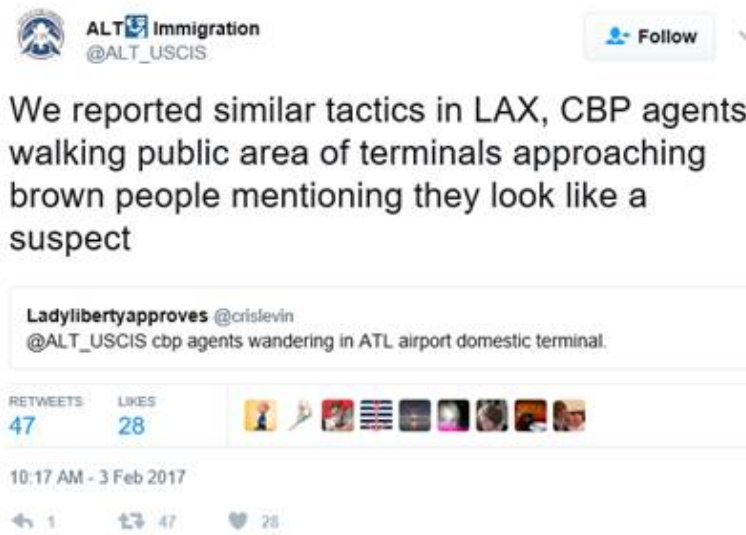 ALT Immigration
@ALT_USCIS
Follow
We reported similar tactics in LAX, CBP agents
walking public area of terminals approaching
brown people mentioning they look like a
suspect
Ladylibertyapproves @crislevin
@ALT_USCIS cbp agents wandering in ATL airport domestic terminal.
RETWEETS LIKES
47 28
10:17 AM - 3 Feb 2017
1 47 28